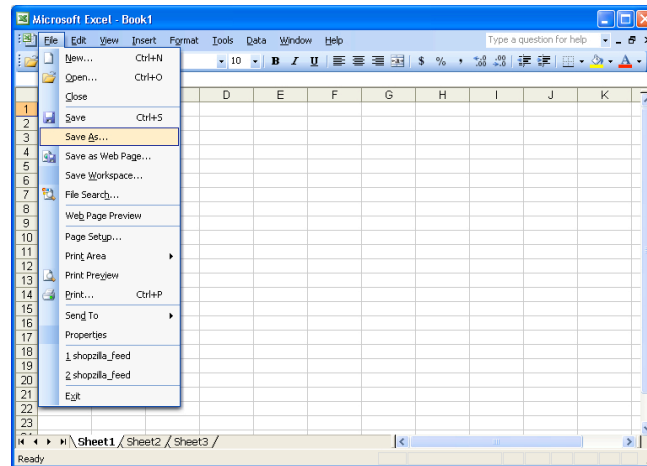 Microsoft Excel - Book1
File Edit View Insert Format Tools Data Window Help Type a question for help
10 B I U $ % ,
D E F G H I J K
New... Ctrl+N
Open... Ctrl+O
Close
Save Ctrl+S
Save As...
Save as Web Page...
Save Workspace...
File Search...
Web Page Preview
Page Setup...
Print Area
Print Preview
Print... Ctrl+P
Send To
Properties
1 shopzilla_feed
2 shopzilla_feed
Exit
1
2
3
4
5
6
7
8
9
10
11
12
13
14
15
16
17
18
19
20
21
22
23
Sheet1 / Sheet2 / Sheet3 /
Ready